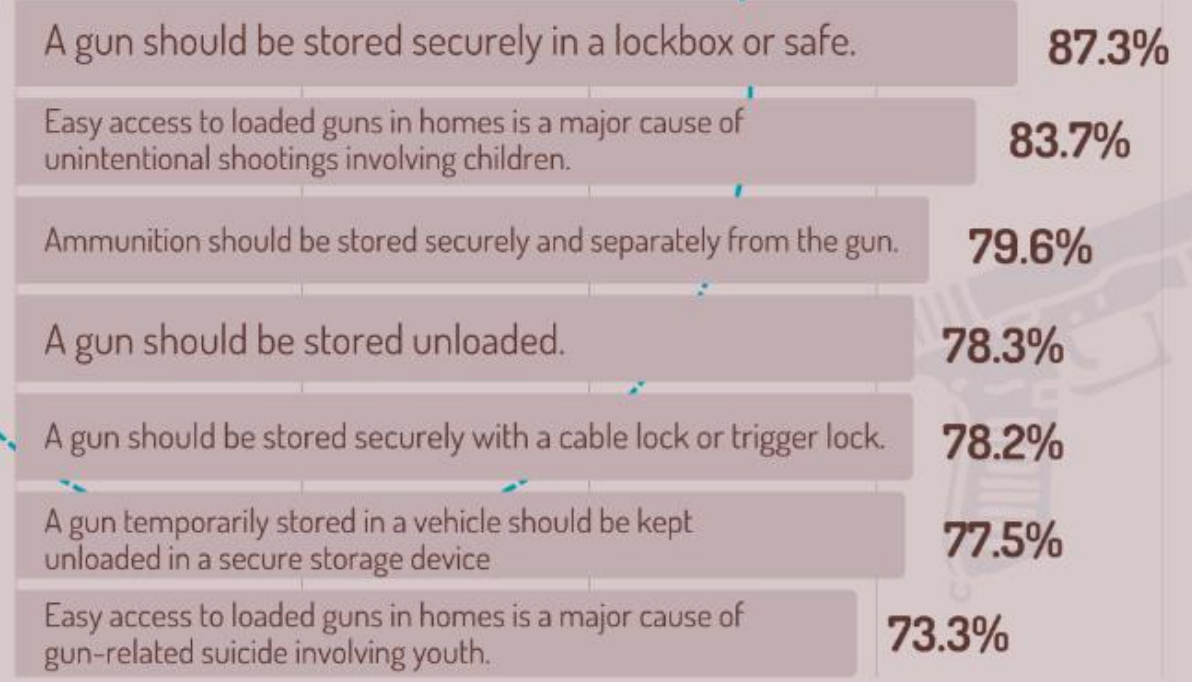 A gun should be stored securely in a lockbox or safe.
87.3%
Easy access to loaded guns in homes is a major cause of
unintentional shootings involving children.
83.7%
Ammunition should be stored securely and separately from the gun.
79.6%
A gun should be stored unloaded.
78.3%
A gun should be stored securely with a cable lock or trigger lock.
78.2%
A gun temporarily stored in a vehicle should be kept
unloaded in a secure storage device
77.5%
Easy access to loaded guns in homes is a major cause of
gun-related suicide involving youth.
73.3%